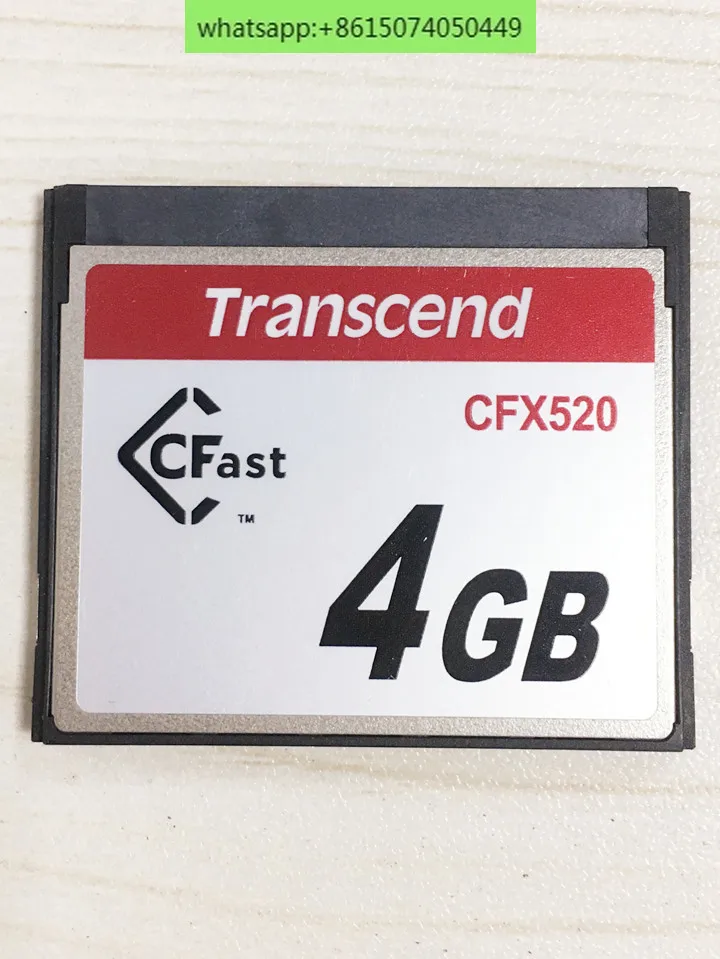 whatsapp:+8615074050449
Transcend
CFX520
CFast
TM
4GB